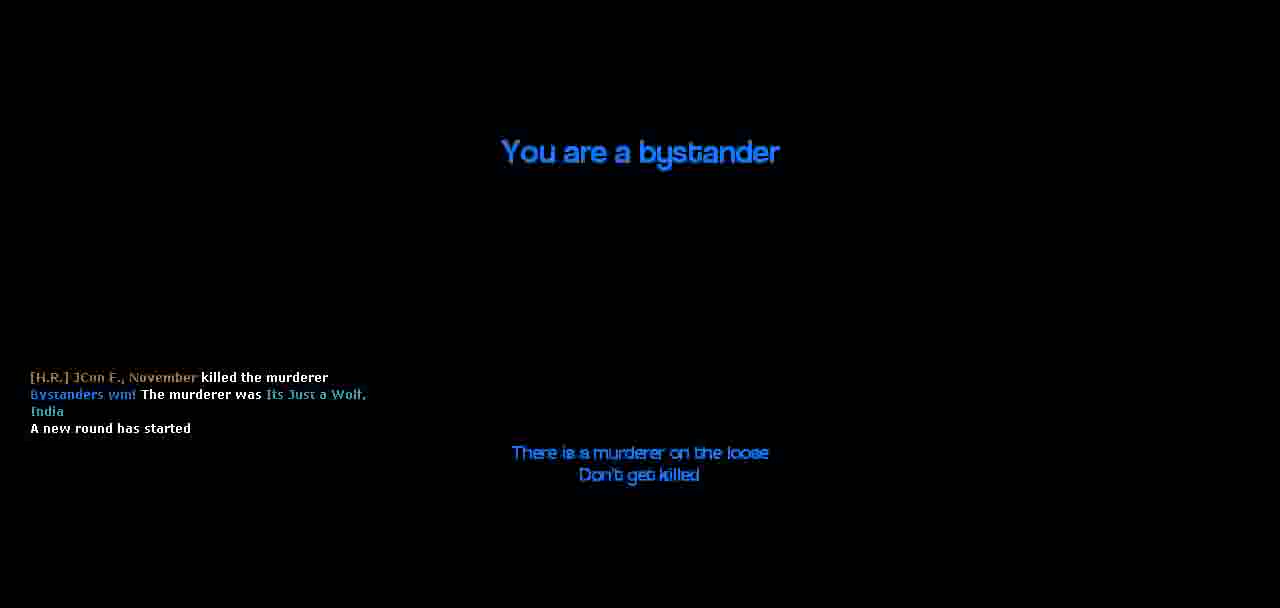 You are a bystander
[H.R.] JCon E., November killed the murderer
Bystanders win! The murderer was Its Just a Wolf,
India
A new round has started
There is a murderer on the loose
Don't get killed